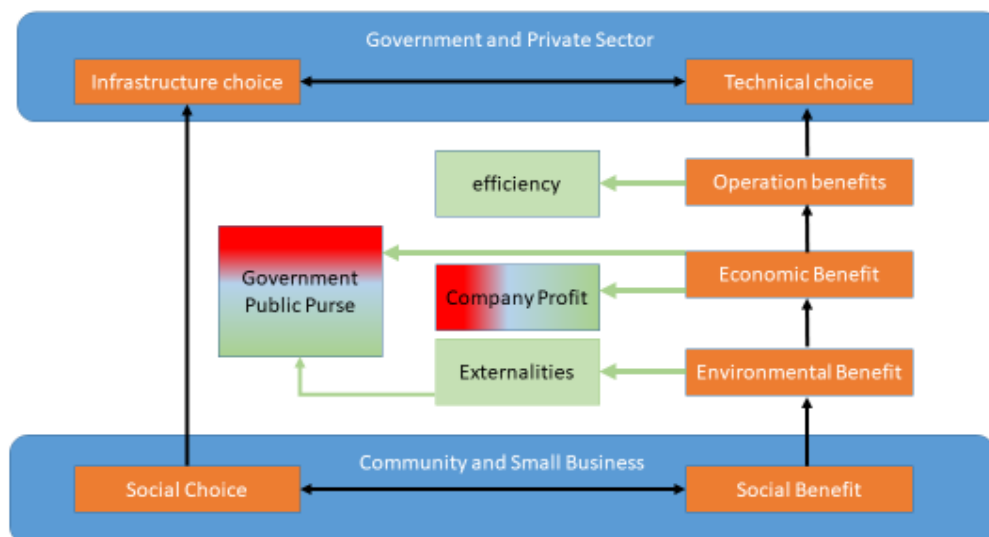 Government and Private Sector
Infrastructure choice
Technical choice
efficiency
Operation benefits
Government
Public Purse
Economic Benefit
Company Profit
Externalities
Environmental Benefit
Community and Small Business
Social Choice
Social Benefit